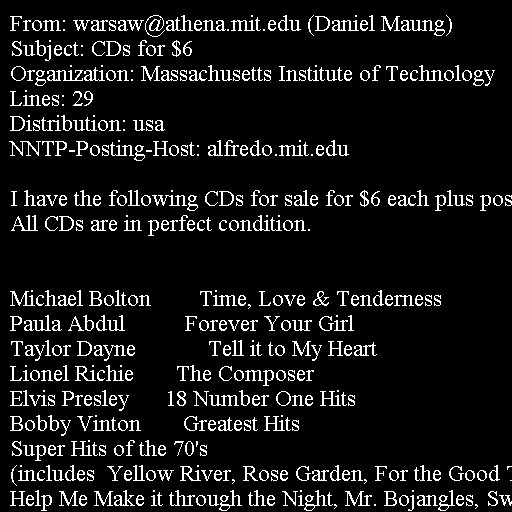 From: warsaw@athena.mit.edu (Daniel Maung)
Subject: CDs for $6
Organization: Massachusetts Institute of Technology
Lines: 29
Distribution: usa
NNTP-Posting-Host: alfredo.mit.edu
I have the following CDs for sale for $6 each plus pos
All CDs are in perfect condition.
Michael Bolton Time, Love & Tenderness
Paula Abdul Forever Your Girl
Taylor Dayne Tell it to My Heart
Lionel Richie The Composer
Elvis Presley 18 Number One Hits
Bobby Vinton Greatest Hits
Super Hits of the 70's
(includes Yellow River, Rose Garden, For the Good
Help Me Make it through the Night, Mr. Bojangles, Sw